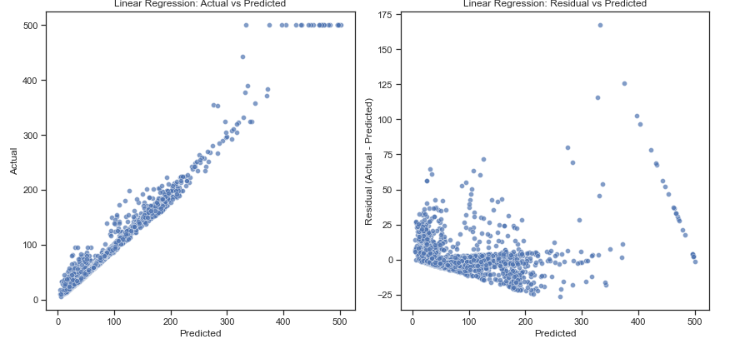 Linear Regression: Actual vs Predicted
500
400
300
200
100
0
Actual
0 100 200 300 400 500
Predicted
Linear Regression: Residual vs Predicted
175
150
125
100
75
50
25
0
−25
Residual (Actual - Predicted)
0 100 200 300 400 500
Predicted